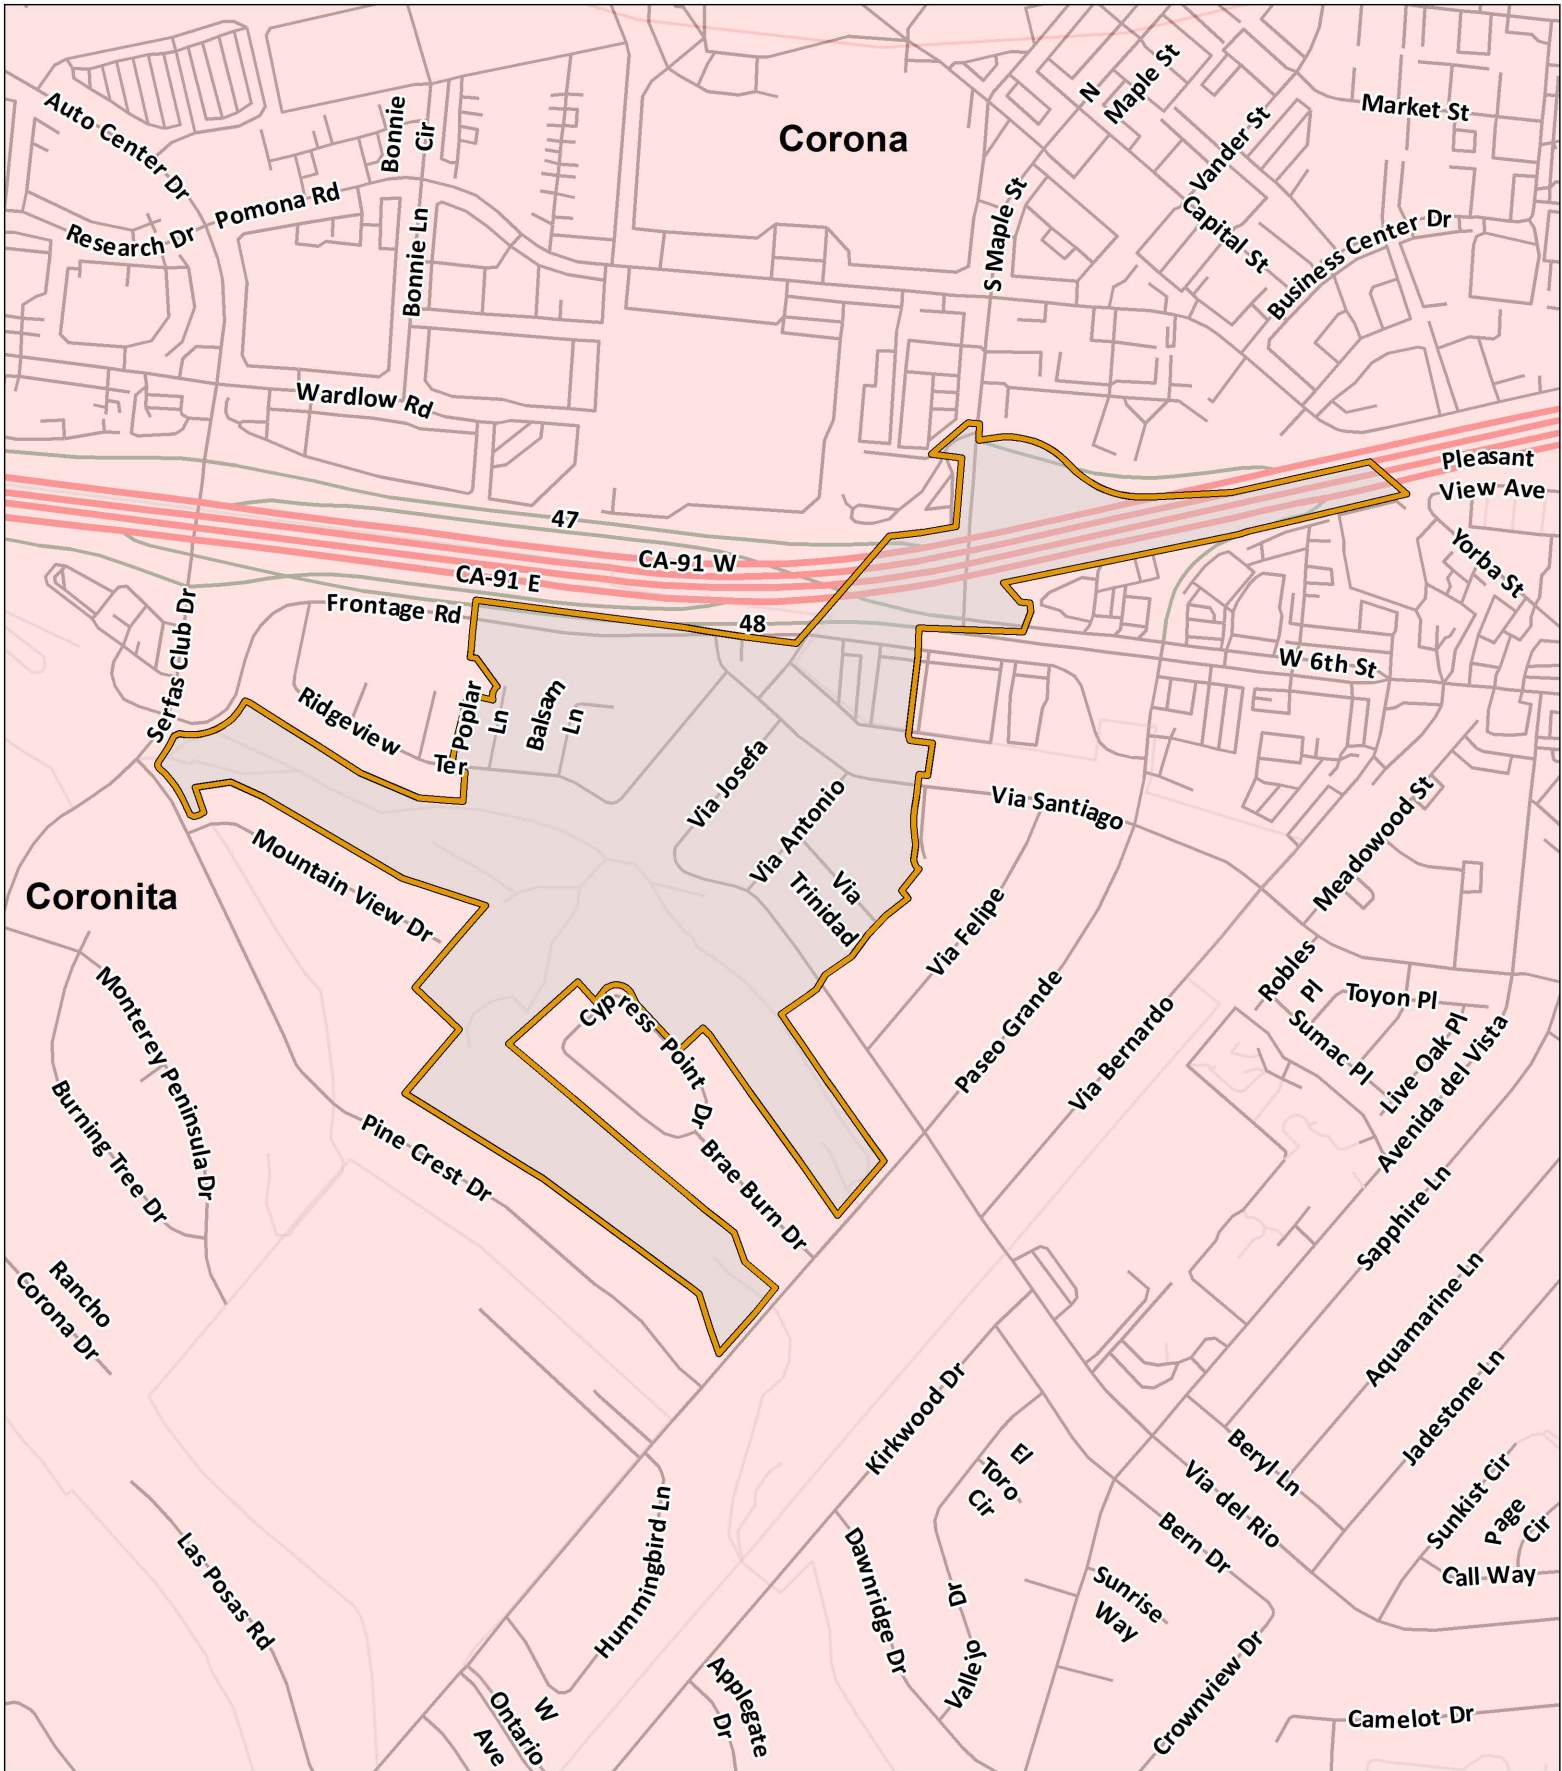 N
Maple St
Market St
Auto Center Dr
Bonnie
Cir
Corona
Vander St
Pomona Rd
Research Dr
Bonnie Ln
S Maple St
Capital St
Business Center Dr
Wardlow Rd
Pleasant
View Ave
47
CA-91 W
CA-91 E
Yorba St
Frontage Rd
48
Serfas Club Dr
W 6th St
Ridgeview
Ter
Poplar
Ln
Balsam
Ln
Via Josefa
Via Antonio
Via Santiago
Meadowood St
Mountain View Dr
Via
Trinidad
Coronita
Via Felipe
Robles
Pl
Toyon Pl
Monterey Peninsula Dr
Cypress Point Dr
Paseo Grande
Via Bernardo
Sumac Pl
Live Oak Pl
Avenida del Vista
Burning Tree Dr
Pine Crest Dr
Brae Burn Dr
Sapphire Ln
Rancho
Corona Dr
Aquamarine Ln
Kirkwood Dr
Jadestone Ln
El
Toro
Cir
Beryl Ln
Via del Rio
Sunkist Cir
Page
Cir
Las Posas Rd
Hummingbird Ln
Dawnridge Dr
Bern Dr
Call Way
Vallejo Dr
Sunrise
Way
Crownview Dr
W
Ontario
Ave
Applegate
Dr
Camelot Dr